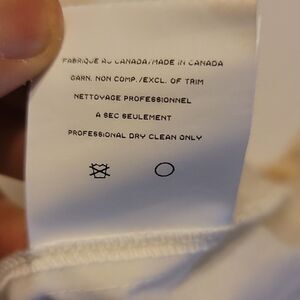 FABRIQUE AU CANADA/MADE IN CANADA
GARN. NON COMP./EXCL. OF TRIM
NETTOYAGE PROFESSIONNEL
A SEC SEULEMENT
PROFESSIONAL DRY CLEAN ONLY